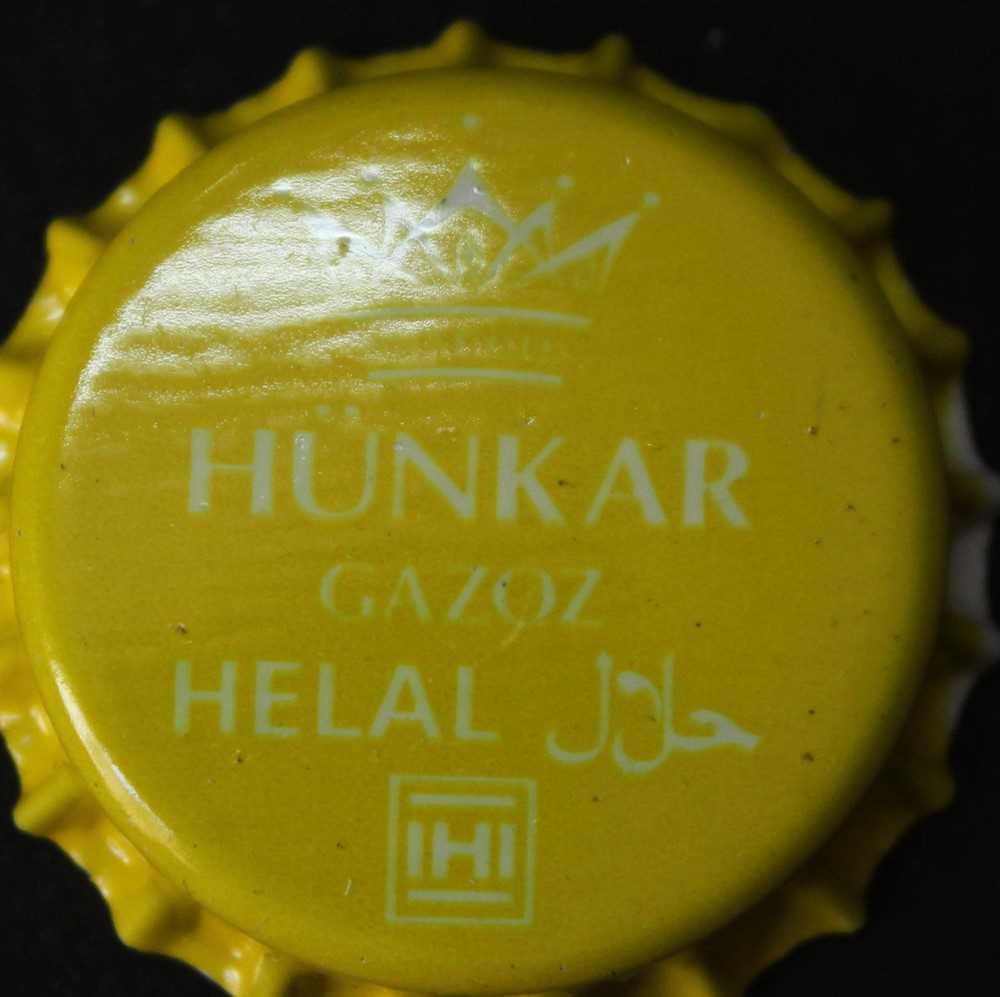 HÜNKAR
GAZOZ
HELAL حلال
IHI